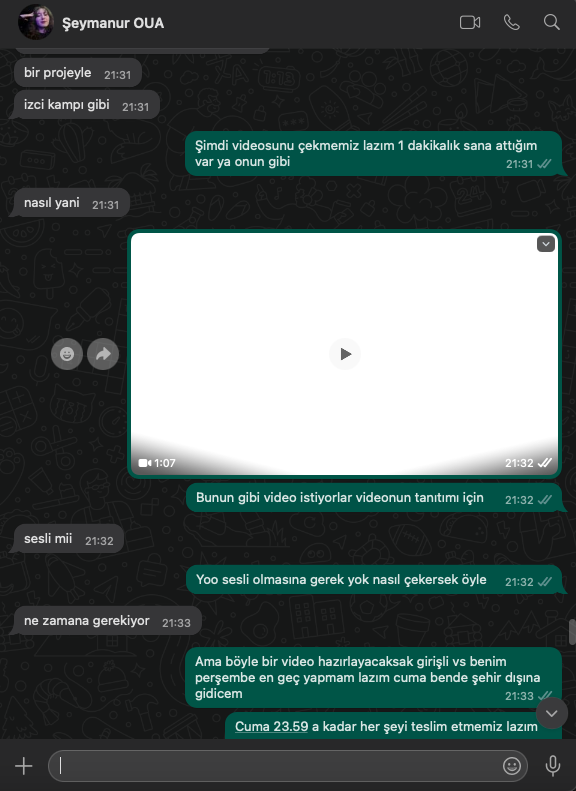 Şeymanur OUA
bir projeyle 21:31
izci kampı gibi 21:31
Şimdi videosunu çekmemiz lazım 1 dakikalık sana attığım
var ya onun gibi 21:31
nasıl yani 21:31
1:07 21:32
Bunun gibi video istiyorlar videonun tanıtımı için 21:32
sesli mii 21:32
Yoo sesli olmasına gerek yok nasıl çekersek öyle 21:32
ne zamana gerekiyor 21:33
Ama böyle bir video hazırlayacaksak girişli vs benim
perşembe en geç yapmam lazım cuma bende şehir dışına
gidicem 21:33
Cuma 23.59 a kadar her şeyi teslim etmemiz lazım